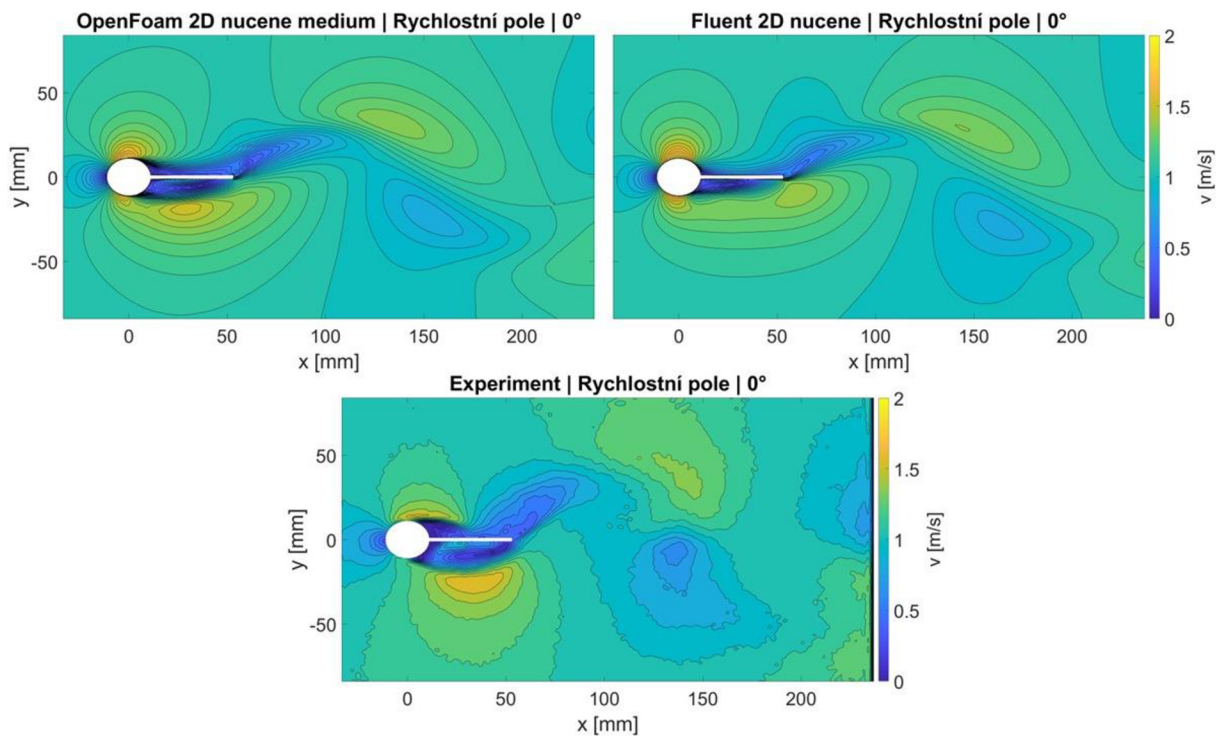 OpenFoam 2D nucene medium | Rychlostní pole | 0°
50
0
-50
y [mm]
0 50 100 150 200
x [mm]
Fluent 2D nucene | Rychlostní pole | 0°
0 50 100 150 200
x [mm]
2
1.5
1
0.5
0
v [m/s]
Experiment | Rychlostní pole | 0°
50
0
-50
y [mm]
0 50 100 150 200
x [mm]
2
1.5
1
0.5
0
v [m/s]